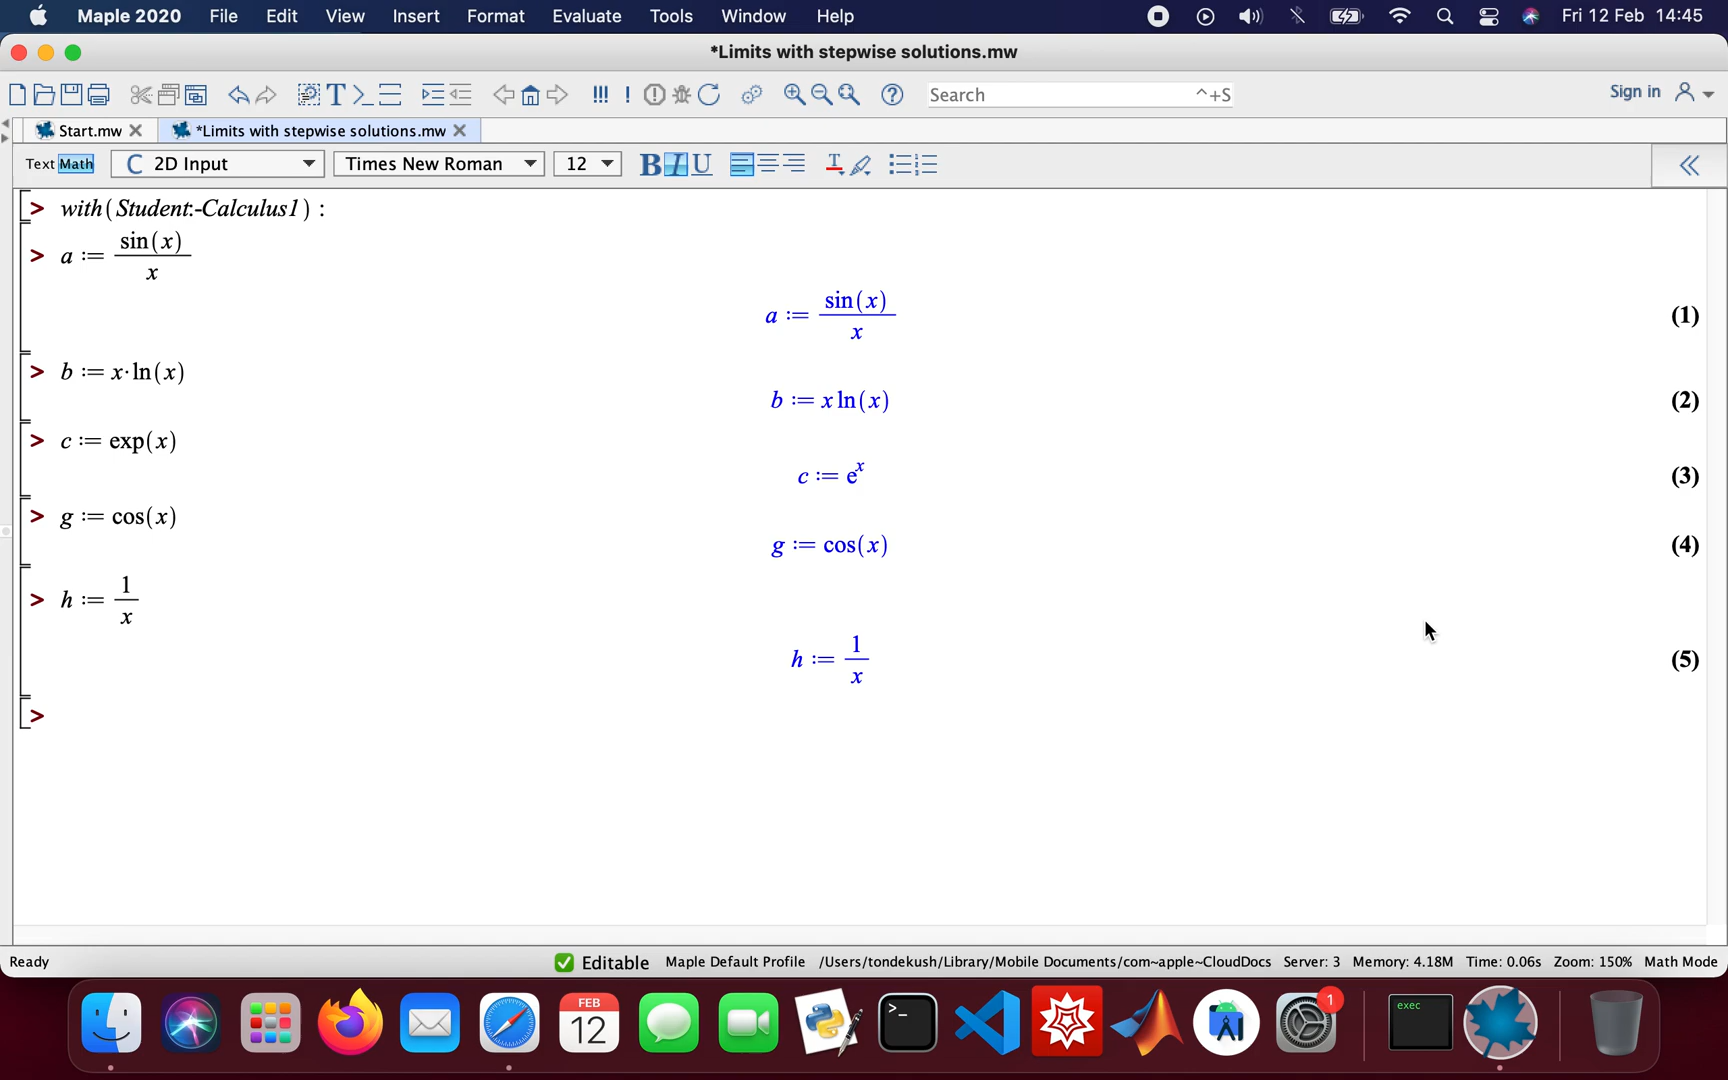 Maple 2020 File Edit View Insert Format Evaluate Tools Window Help Fri 12 Feb 14:45
*Limits with stepwise solutions.mw
Search ^+S Sign in
Start.mw *Limits with stepwise solutions.mw
Text Math C 2D Input Times New Roman 12 B I U
> with(Student:-Calculus1) :
> a := sin(x)/x
a := sin(x)/x (1)
> b := x·ln(x)
b := x ln(x) (2)
> c := exp(x)
c := e^x (3)
> g := cos(x)
g := cos(x) (4)
> h := 1/x
h := 1/x (5)
>
Ready Editable Maple Default Profile /Users/tondekush/Library/Mobile Documents/com~apple~CloudDocs Server: 3 Memory: 4.18M Time: 0.06s Zoom: 150% Math Mode
FEB
12
>_
exec
1